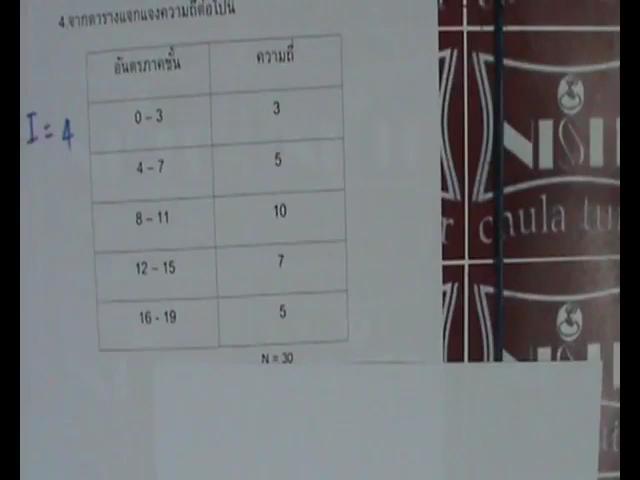 4.จากตารางแจกแจงความถี่ต่อไปนี้
อันตรภาคชั้น ความถี่
0 – 3 3
I = 4
4 – 7 5
8 – 11 10
12 – 15 7
16 - 19 5
N = 30
NISIT
chula tu
NISIT